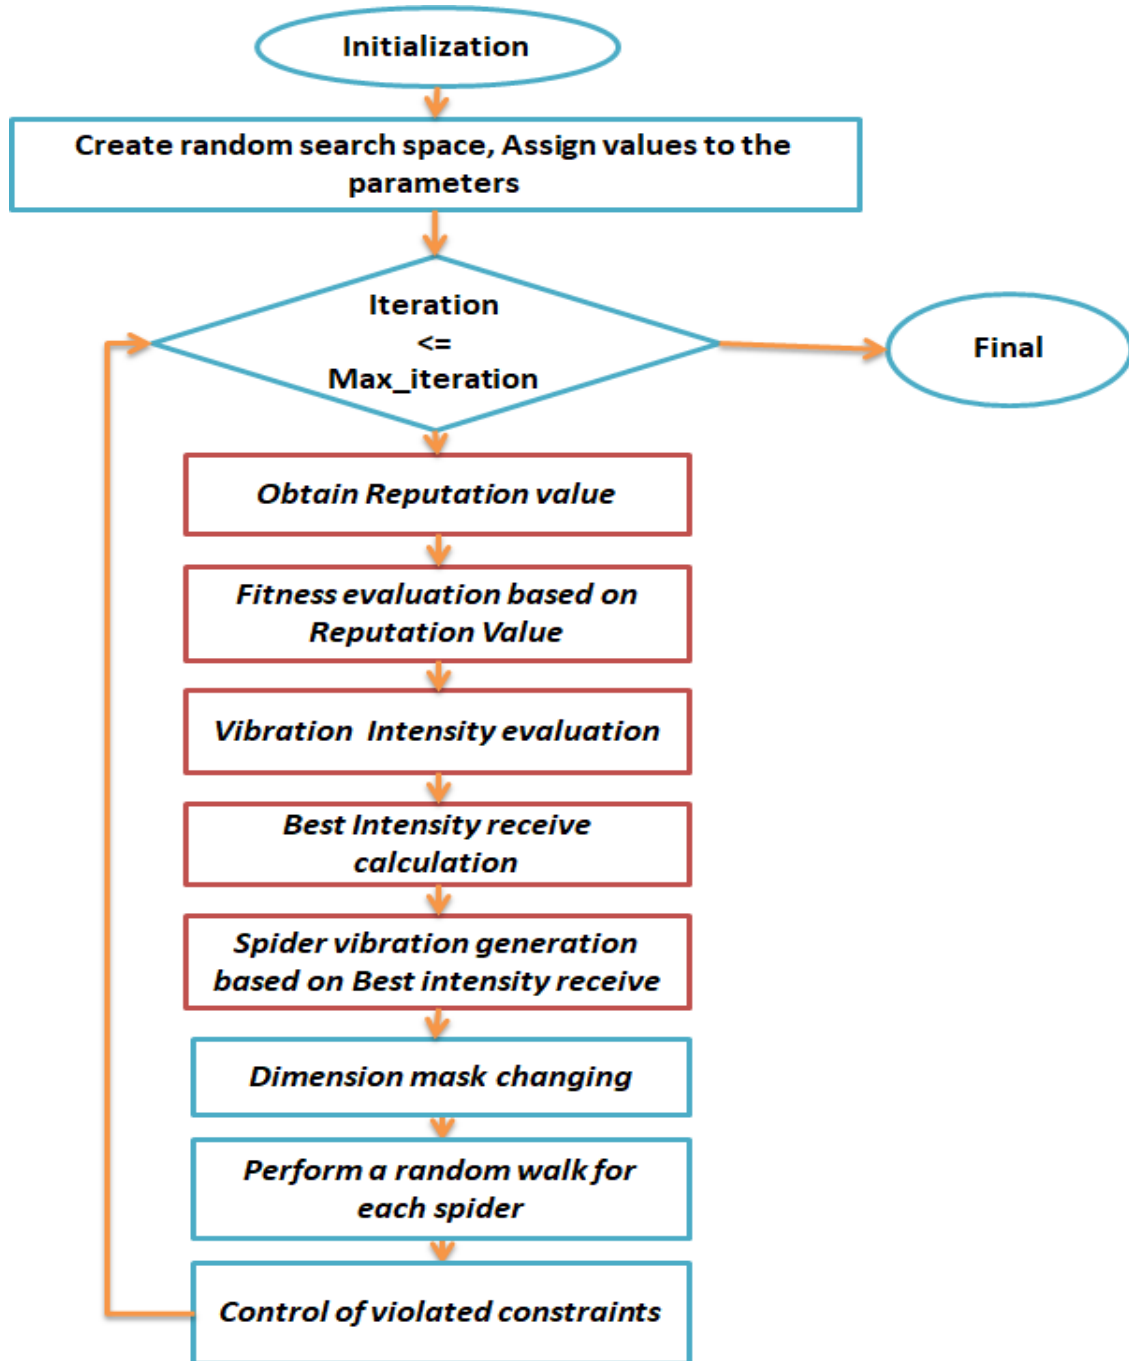 Initialization
Create random search space, Assign values to the
parameters
Iteration
<=
Max_iteration
Final
Obtain Reputation value
Fitness evaluation based on
Reputation Value
Vibration  Intensity evaluation
Best Intensity receive
calculation
Spider vibration generation
based on Best intensity receive
Dimension mask changing
Perform a random walk for
each spider
Control of violated constraints